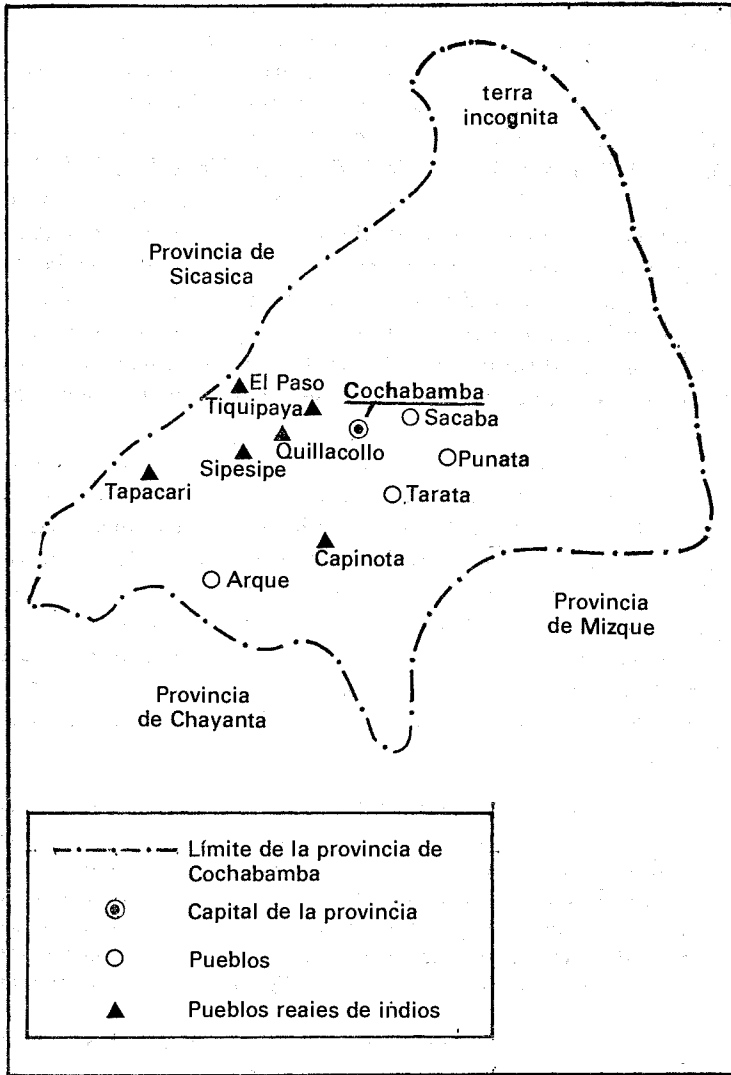 terra
incognita
Provincia de
Sicasica
El Paso
Cochabamba
Tiquipaya
Sacaba
Quillacollo
Punata
Sipesipe
Tapacari
Tarata
Capinota
Arque
Provincia
de Mizque
Provincia
de Chayanta
Límite de la provincia de
Cochabamba
Capital de la provincia
Pueblos
Pueblos reaies de indios